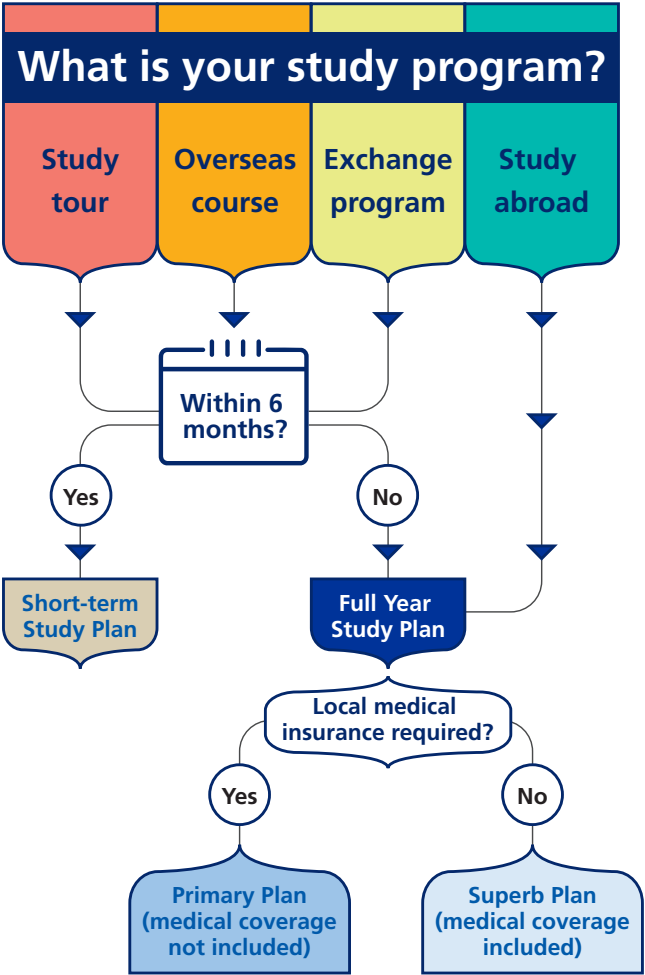 What is your study program?
Study
tour
Overseas
course
Exchange
program
Study
abroad
Within 6
months?
Yes
No
Short-term
Study Plan
Full Year
Study Plan
Local medical
insurance required?
Yes
No
Primary Plan
(medical coverage
not included)
Superb Plan
(medical coverage
included)